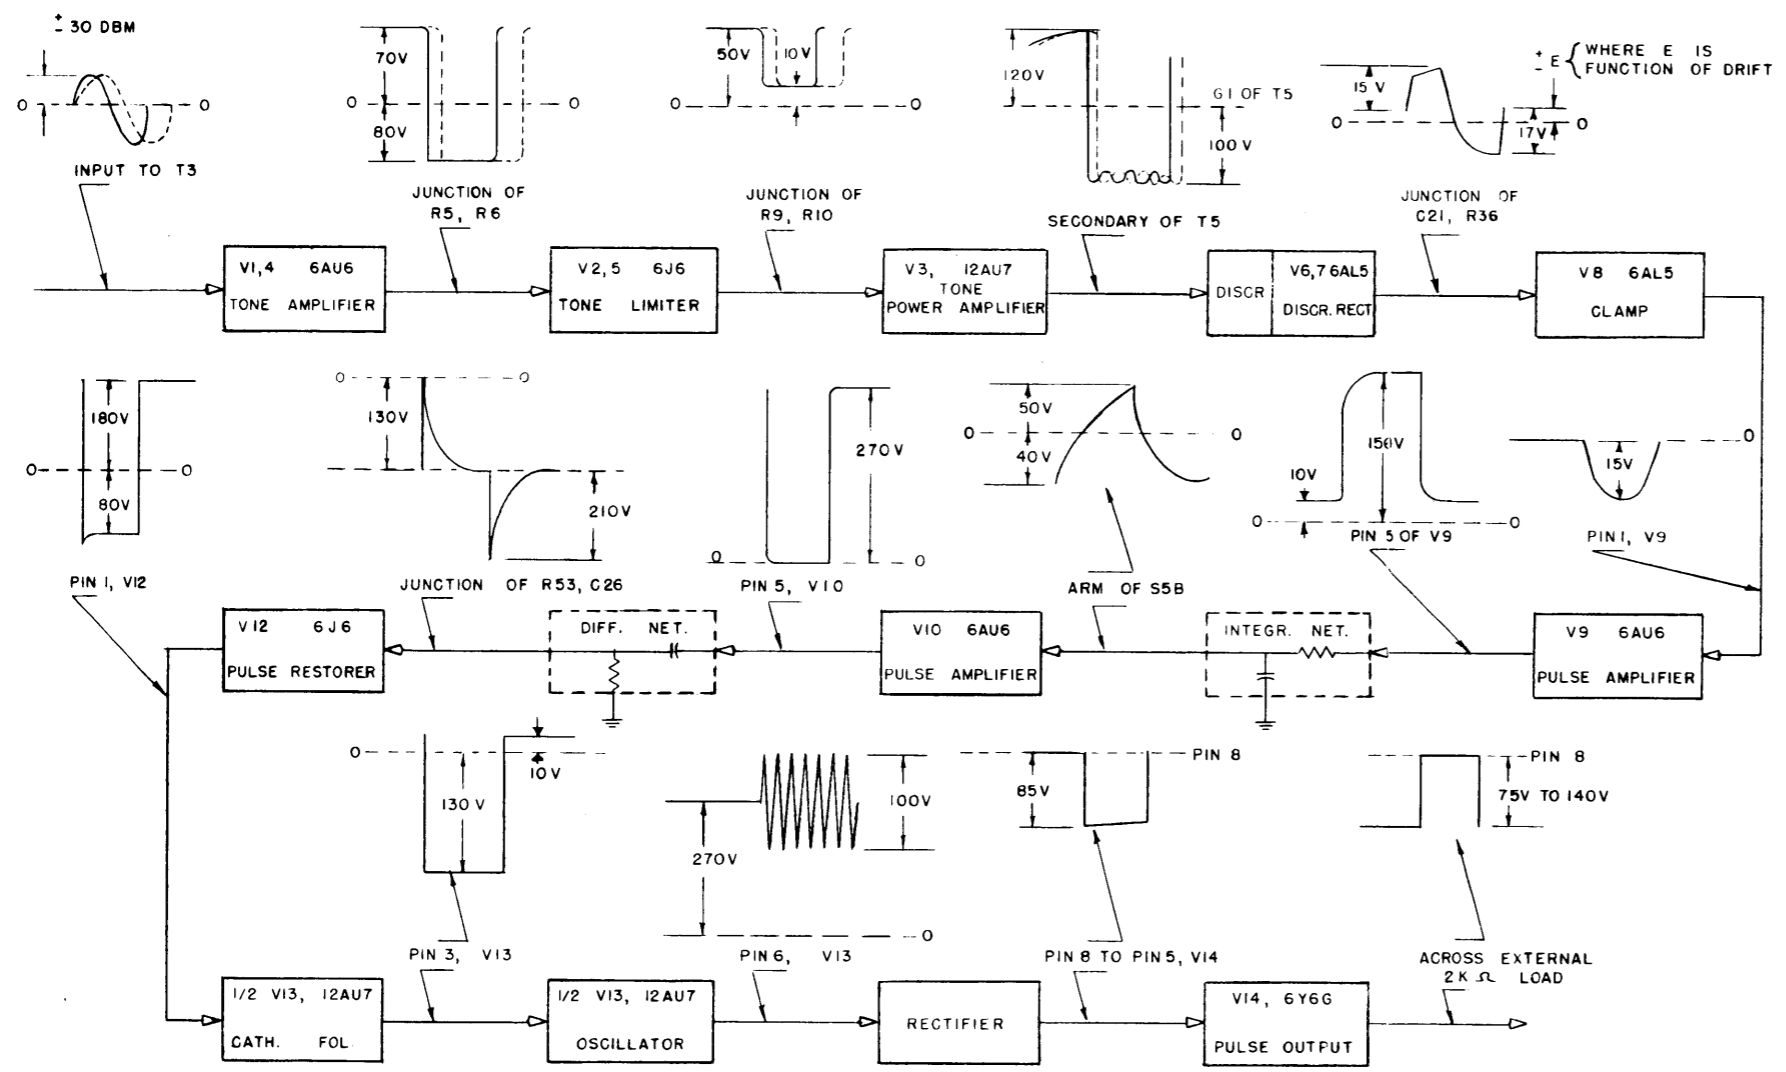 ± 30 DBM
0 0
INPUT TO T3
70V
0 0
80V
JUNCTION OF
R5, R6
50V 10V
0 0
JUNCTION OF
R9, R10
120V
G1 OF T5
100V
SECONDARY OF T5
15V
0 0
17V
± E { WHERE E IS
FUNCTION OF DRIFT
JUNCTION OF
C21, R36
V1,4 6AU6
TONE AMPLIFIER
V2,5 6J6
TONE LIMITER
V3, 12AU7
TONE
POWER AMPLIFIER
DISCR
V6,7 6AL5
DISCR. RECT
V8 6AL5
CLAMP
180V
0 0
80V
PIN 1, V12
0 0
130V
210V
JUNCTION OF R53, C26
270V
0 0
PIN 5, V10
50V
0 0
40V
ARM OF S5B
150V
10V
0 0
PIN 5 OF V9
0
15V
PIN 1, V9
V12 6J6
PULSE RESTORER
DIFF. NET.
V10 6AU6
PULSE AMPLIFIER
INTEGR. NET.
V9 6AU6
PULSE AMPLIFIER
0
10V
130V
PIN 3, V13
100V
270V
0
PIN 6, V13
PIN 8
85V
PIN 8 TO PIN 5, V14
PIN 8
75V TO 140V
ACROSS EXTERNAL
2K Ω LOAD
1/2 V13, 12AU7
CATH. FOL.
1/2 V13, 12AU7
OSCILLATOR
RECTIFIER
V14, 6Y6G
PULSE OUTPUT